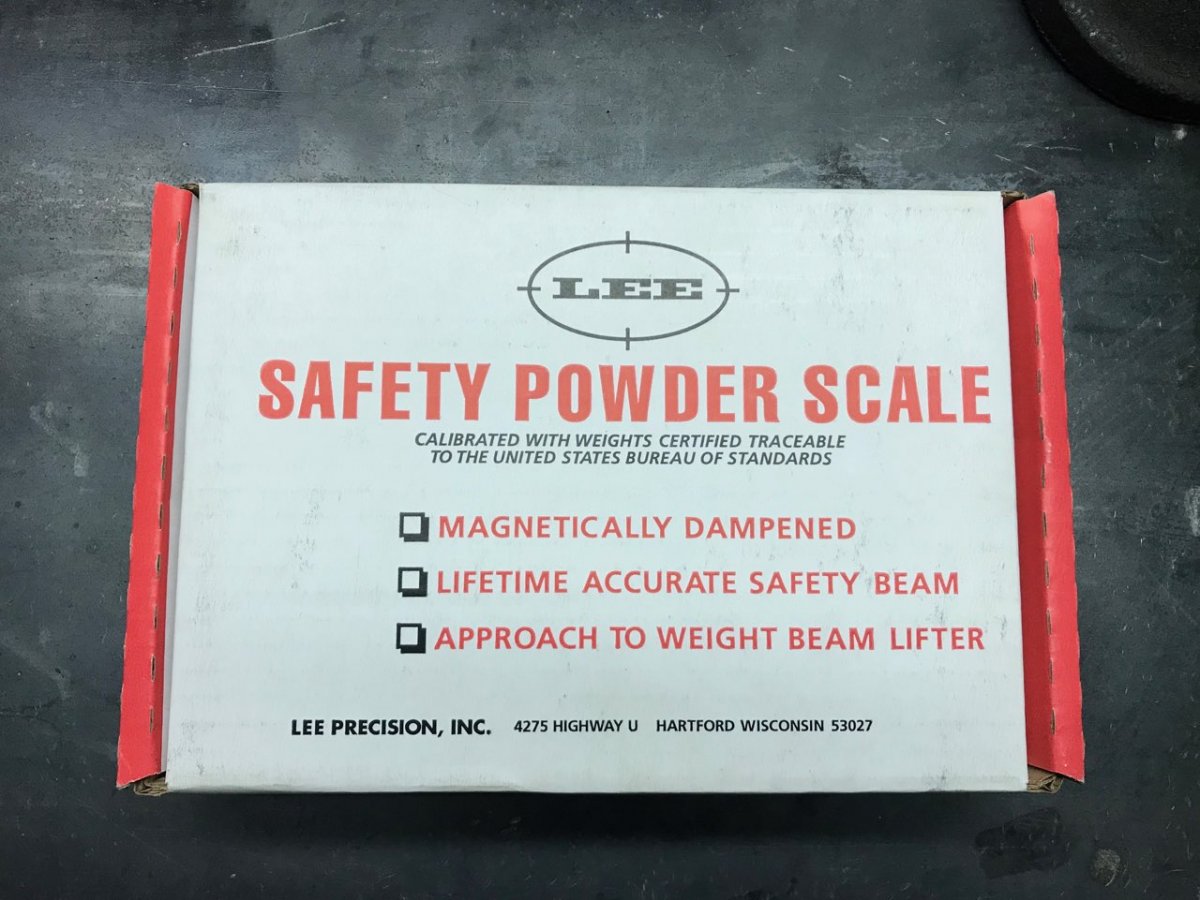 LEE
SAFETY POWDER SCALE
CALIBRATED WITH WEIGHTS CERTIFIED TRACEABLE
TO THE UNITED STATES BUREAU OF STANDARDS
MAGNETICALLY DAMPENED
LIFETIME ACCURATE SAFETY BEAM
APPROACH TO WEIGHT BEAM LIFTER
LEE PRECISION, INC. 4275 HIGHWAY U HARTFORD WISCONSIN 53027